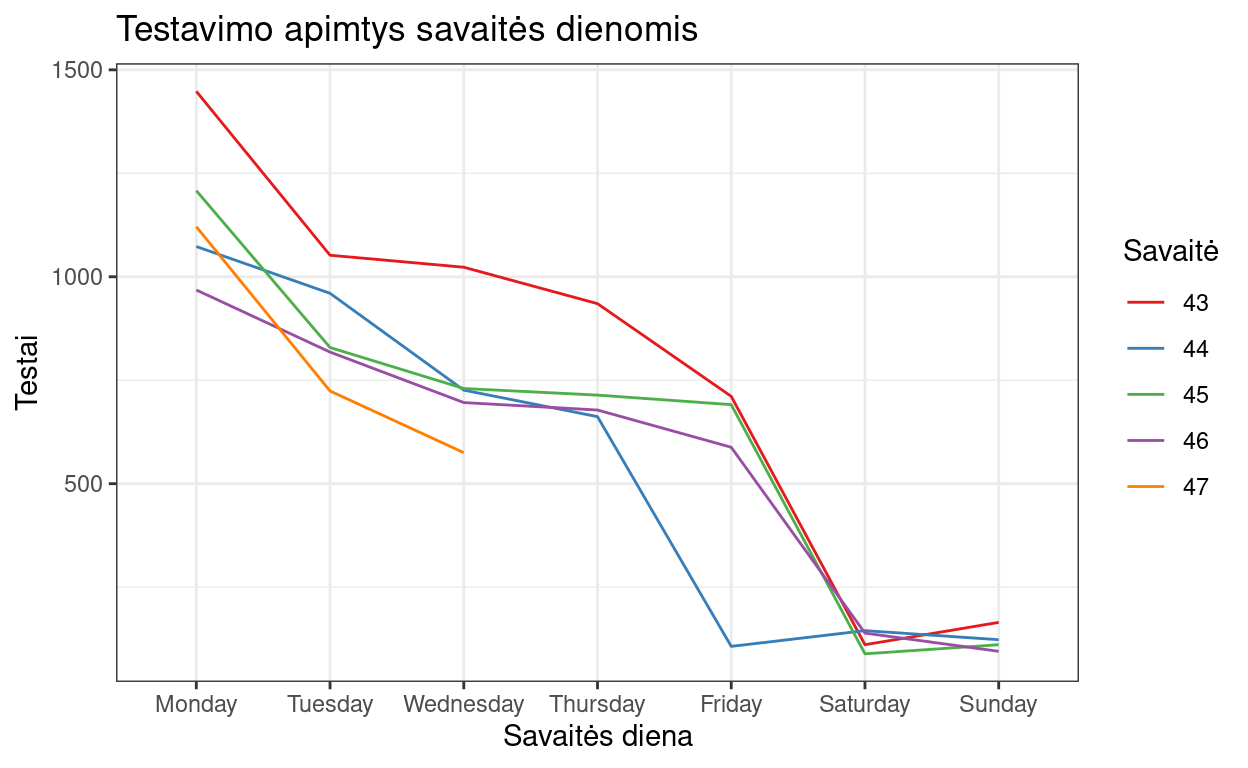 Testavimo apimtys savaitės dienomis
1500
1000
500
Testai
Monday
Tuesday
Wednesday
Thursday
Friday
Saturday
Sunday
Savaitės diena
Savaitė
43
44
45
46
47